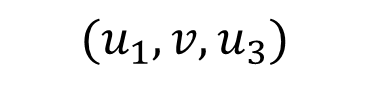 (u₁, v, u₃)